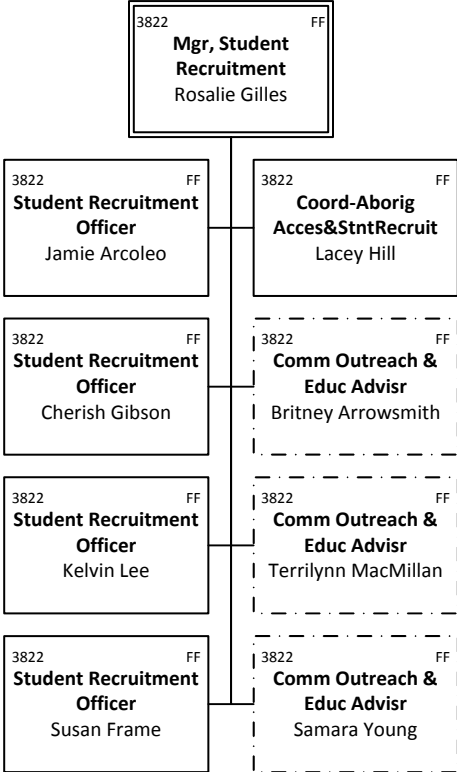 3822 FF
Mgr, Student
Recruitment
Rosalie Gilles
3822 FF
Student Recruitment
Officer
Jamie Arcoleo
3822 FF
Coord-Aborig
Acces&StntRecruit
Lacey Hill
3822 FF
Student Recruitment
Officer
Cherish Gibson
3822 FF
Comm Outreach &
Educ Advisr
Britney Arrowsmith
3822 FF
Student Recruitment
Officer
Kelvin Lee
3822 FF
Comm Outreach &
Educ Advisr
Terrilynn MacMillan
3822 FF
Student Recruitment
Officer
Susan Frame
3822 FF
Comm Outreach &
Educ Advisr
Samara Young